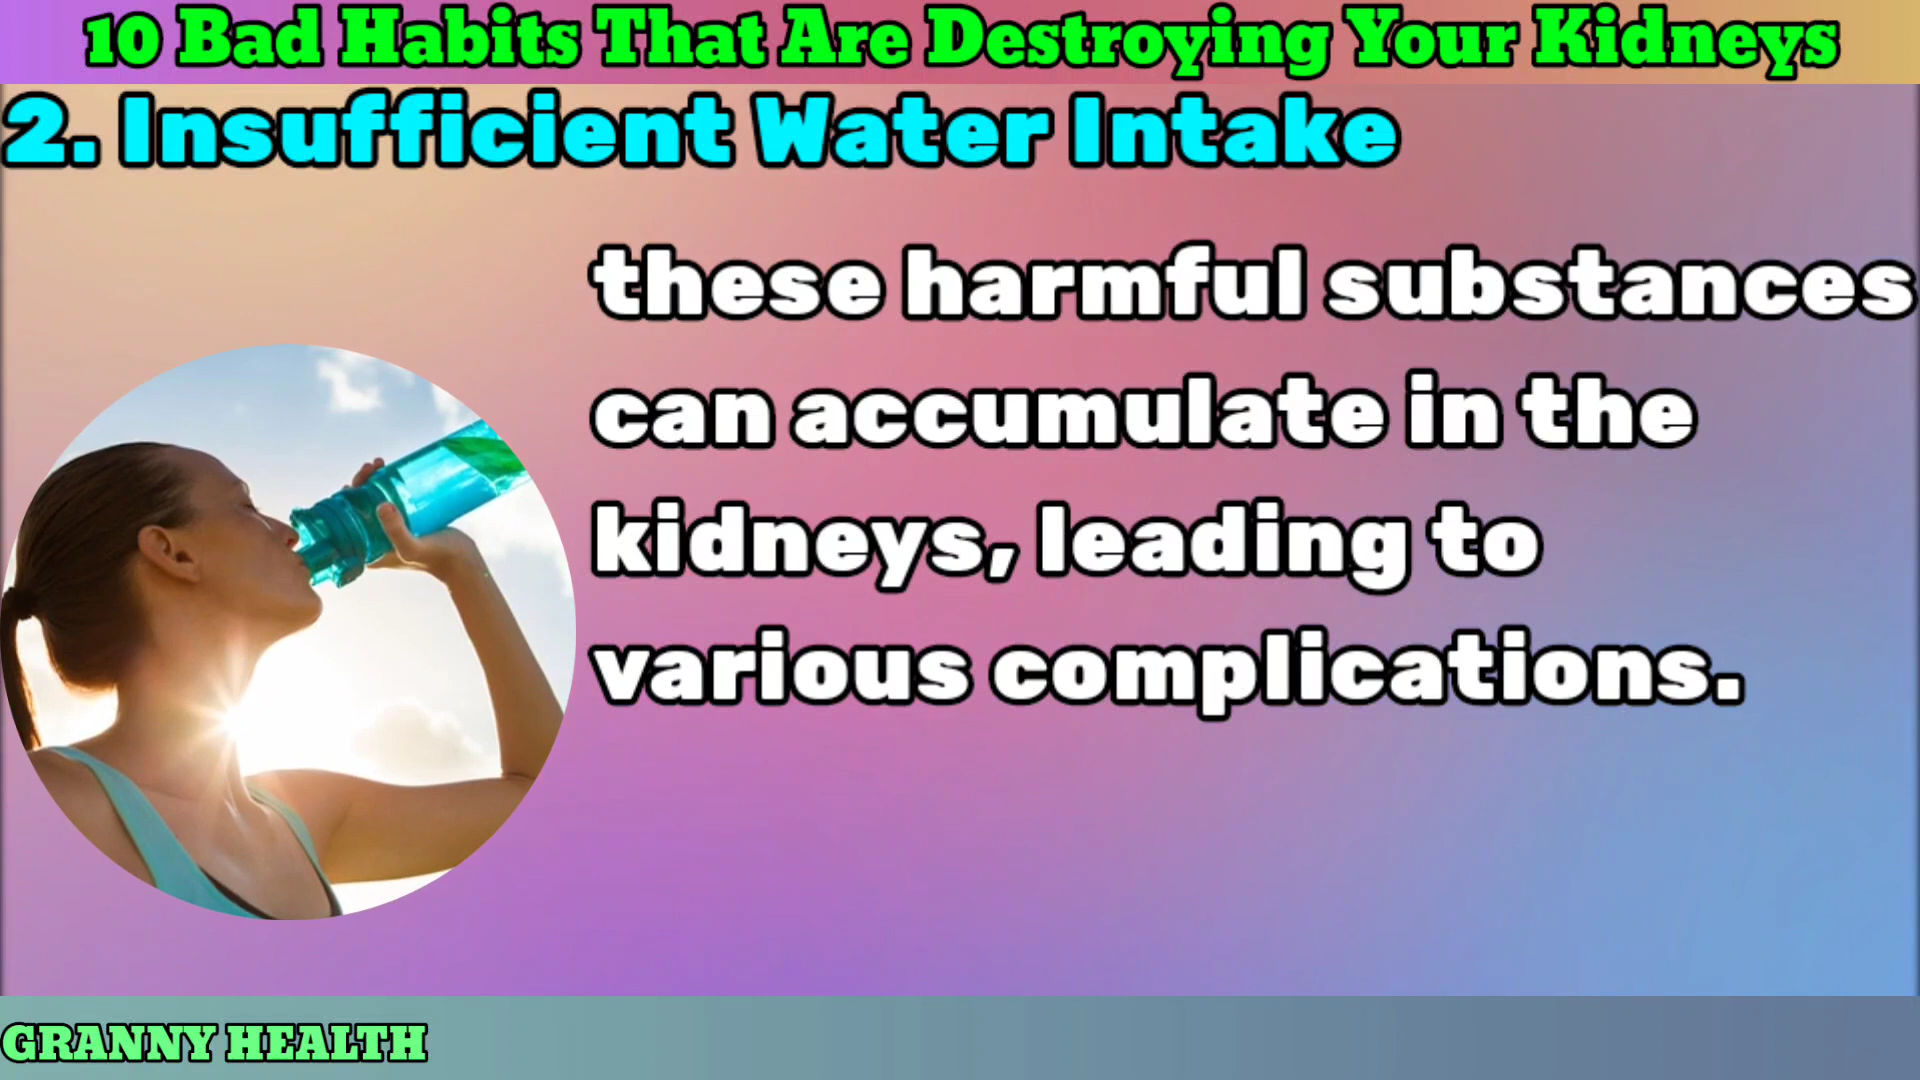 10 Bad Habits That Are Destroying Your Kidneys
2. Insufficient Water Intake
these harmful substances
can accumulate in the
kidneys, leading to
various complications.
GRANNY HEALTH